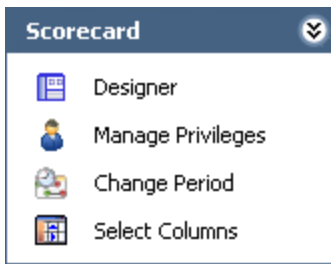 Scorecard
Designer
Manage Privileges
Change Period
Select Columns